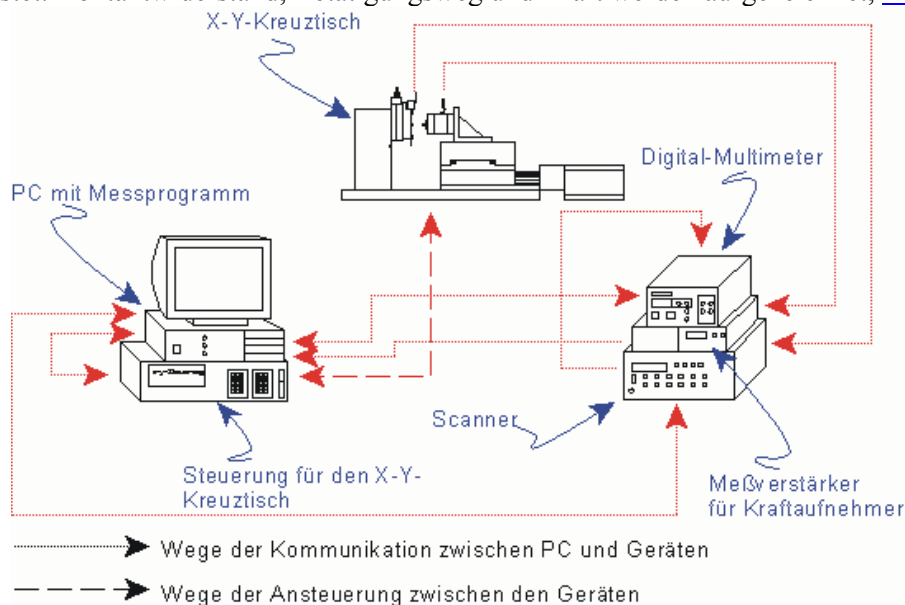 X-Y-Kreuztisch
Digital-Multimeter
PC mit Messprogramm
Scanner
Steuerung für den X-Y-
Kreuztisch
Meßverstärker
für Kraftaufnehmer
Wege der Kommunikation zwischen PC und Geräten
Wege der Ansteuerung zwischen den Geräten